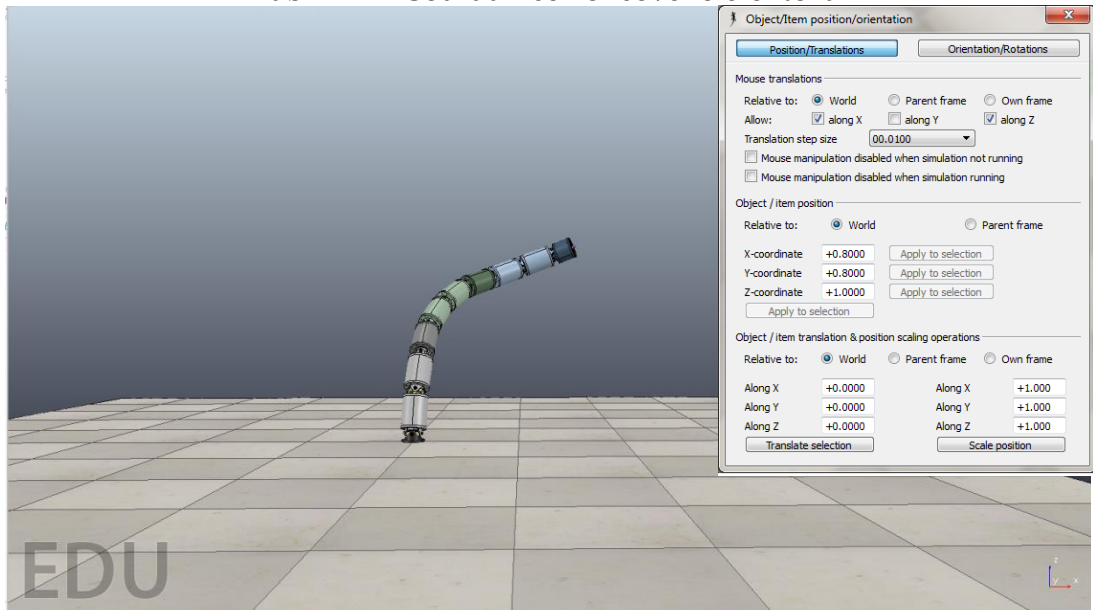 Object/Item position/orientation
Position/Translations Orientation/Rotations
Mouse translations
Relative to: World Parent frame Own frame
Allow: along X along Y along Z
Translation step size 00.0100
Mouse manipulation disabled when simulation not running
Mouse manipulation disabled when simulation running
Object / item position
Relative to: World Parent frame
X-coordinate +0.8000 Apply to selection
Y-coordinate +0.8000 Apply to selection
Z-coordinate +1.0000 Apply to selection
Apply to selection
Object / item translation & position scaling operations
Relative to: World Parent frame Own frame
Along X +0.0000 Along X +1.000
Along Y +0.0000 Along Y +1.000
Along Z +0.0000 Along Z +1.000
Translate selection Scale position
EDU
z
y x